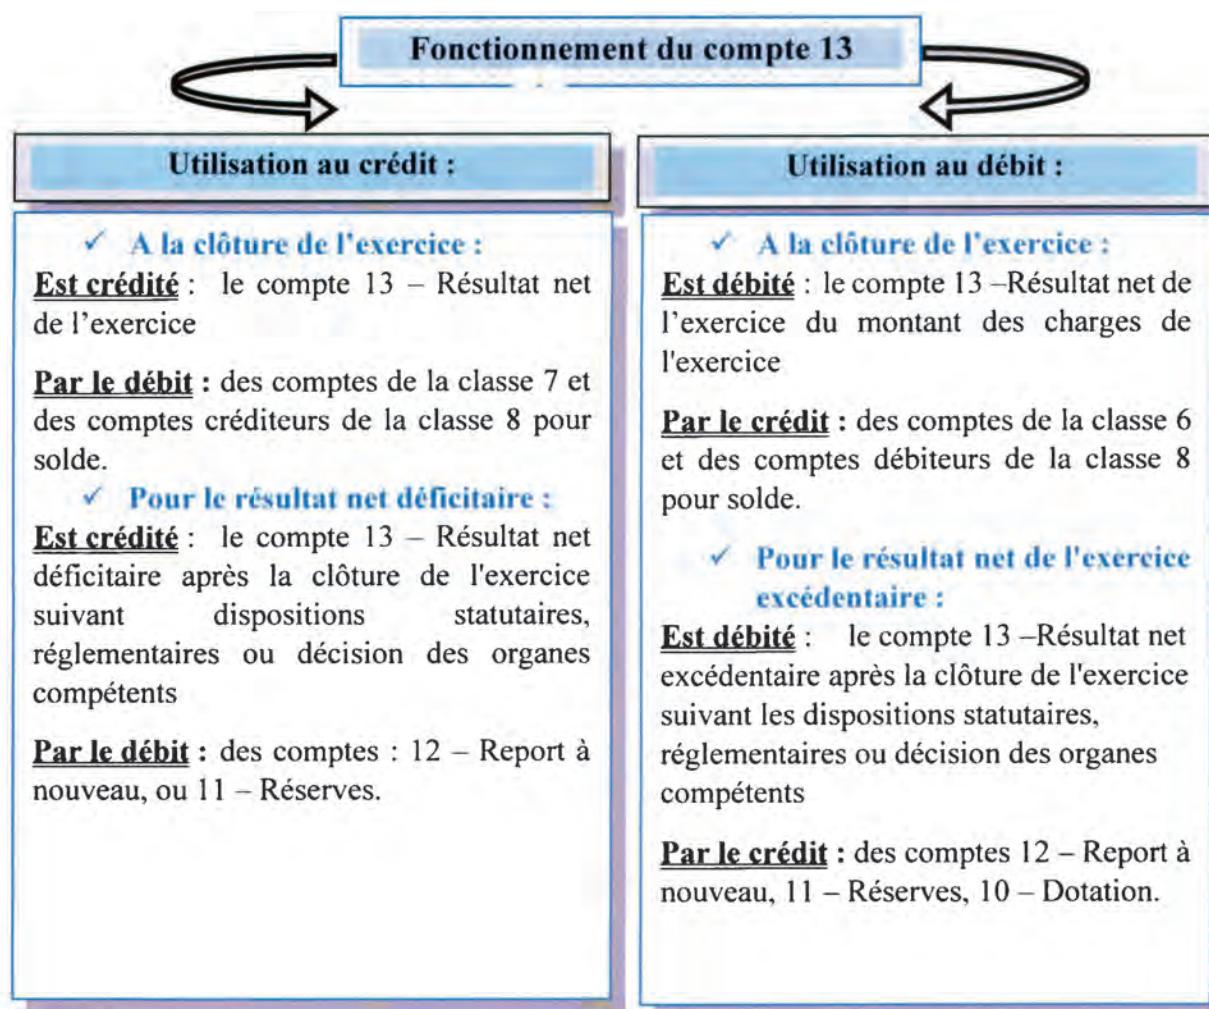 Fonctionnement du compte 13
Utilisation au crédit :
✓ A la clôture de l'exercice :
Est crédité : le compte 13 – Résultat net
de l'exercice
Par le débit : des comptes de la classe 7 et
des comptes créditeurs de la classe 8 pour
solde.
✓ Pour le résultat net déficitaire :
Est crédité : le compte 13 – Résultat net
déficitaire après la clôture de l'exercice
suivant dispositions statutaires,
réglementaires ou décision des organes
compétents
Par le débit : des comptes : 12 – Report à
nouveau, ou 11 – Réserves.
Utilisation au débit :
✓ A la clôture de l'exercice :
Est débité : le compte 13 –Résultat net de
l'exercice du montant des charges de
l'exercice
Par le crédit : des comptes de la classe 6
et des comptes débiteurs de la classe 8
pour solde.
✓ Pour le résultat net de l'exercice
excédentaire :
Est débité : le compte 13 –Résultat net
excédentaire après la clôture de l'exercice
suivant les dispositions statutaires,
réglementaires ou décision des organes
compétents
Par le crédit : des comptes 12 – Report à
nouveau, 11 – Réserves, 10 – Dotation.